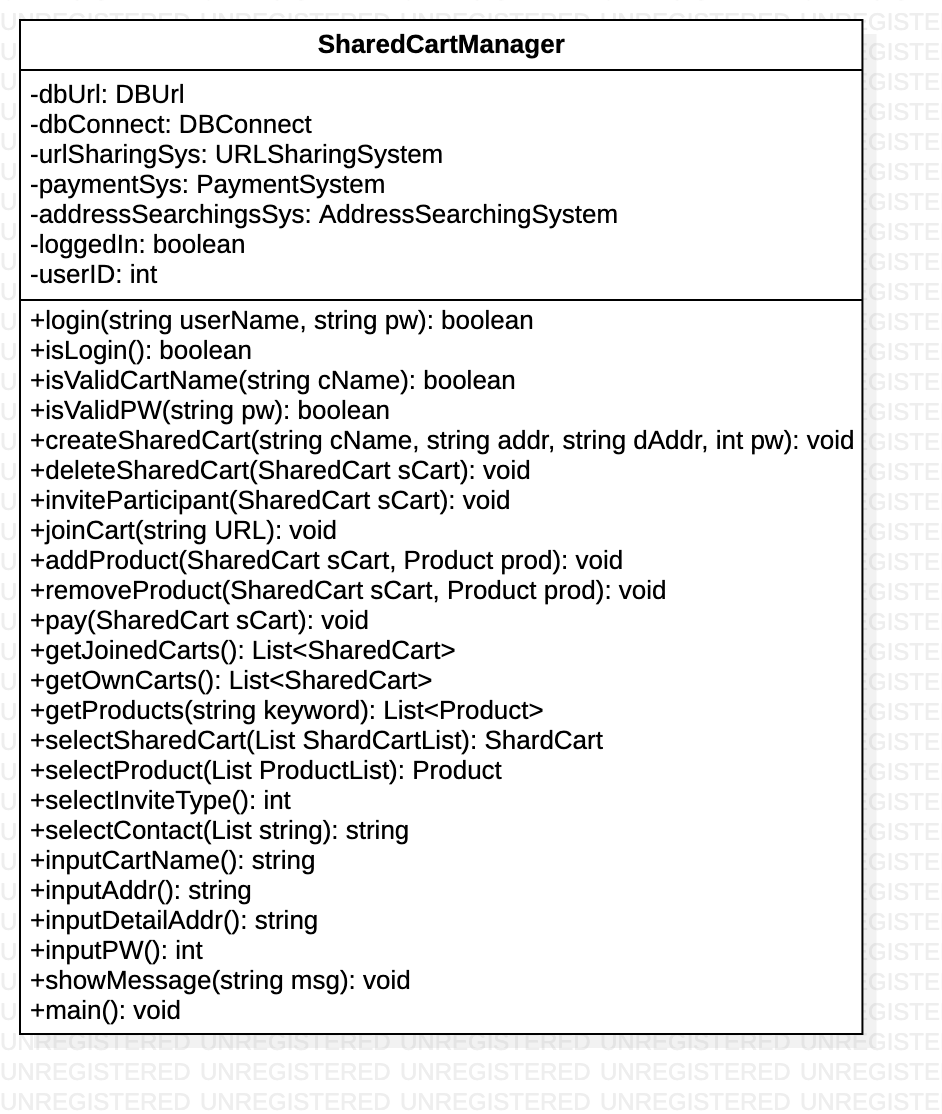 SharedCartManager
-dbUrl: DBUrl
-dbConnect: DBConnect
-urlSharingSys: URLSharingSystem
-paymentSys: PaymentSystem
-addressSearchingsSys: AddressSearchingSystem
-loggedIn: boolean
-userID: int
+login(string userName, string pw): boolean
+isLogin(): boolean
+isValidCartName(string cName): boolean
+isValidPW(string pw): boolean
+createSharedCart(string cName, string addr, string dAddr, int pw): void
+deleteSharedCart(SharedCart sCart): void
+inviteParticipant(SharedCart sCart): void
+joinCart(string URL): void
+addProduct(SharedCart sCart, Product prod): void
+removeProduct(SharedCart sCart, Product prod): void
+pay(SharedCart sCart): void
+getJoinedCarts(): List<SharedCart>
+getOwnCarts(): List<SharedCart>
+getProducts(string keyword): List<Product>
+selectSharedCart(List ShardCartList): ShardCart
+selectProduct(List ProductList): Product
+selectInviteType(): int
+selectContact(List string): string
+inputCartName(): string
+inputAddr(): string
+inputDetailAddr(): string
+inputPW(): int
+showMessage(string msg): void
+main(): void
UNREGISTERED UNREGISTERED UNREGISTERED UNREGISTERED UNREGISTE
UNREGISTERED UNREGISTERED UNREGISTERED UNREGISTERED UNREGISTE
UNREGISTERED UNREGISTERED UNREGISTERED UNREGISTERED UNREGISTE